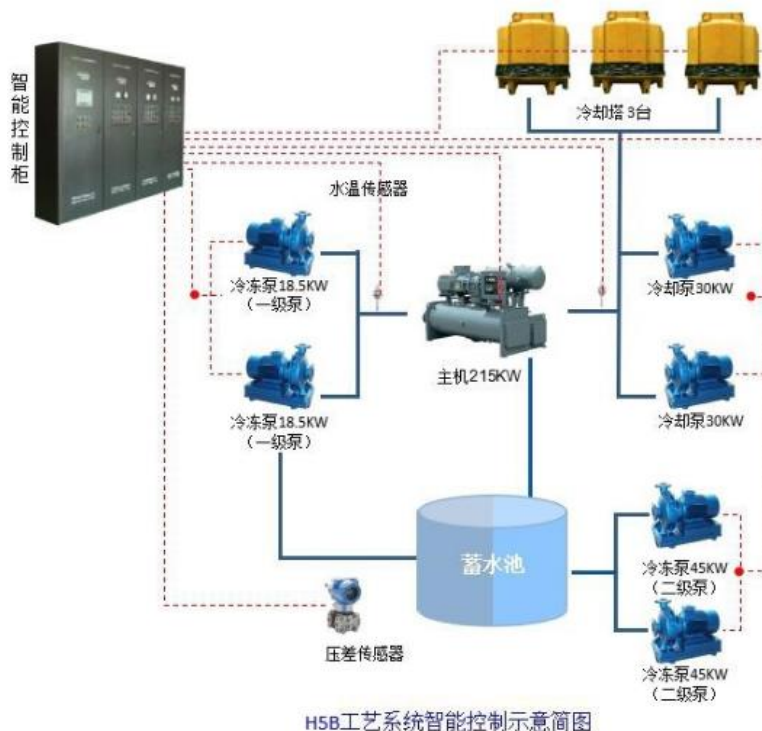 智能控制柜
冷却塔 3台
水温传感器
冷冻泵18.5KW
（一级泵）
冷却泵30KW
主机215KW
冷冻泵18.5KW
（一级泵）
冷却泵30KW
蓄水池
冷冻泵45KW
（二级泵）
压差传感器
冷冻泵45KW
（二级泵）
H5B工艺系统智能控制示意简图